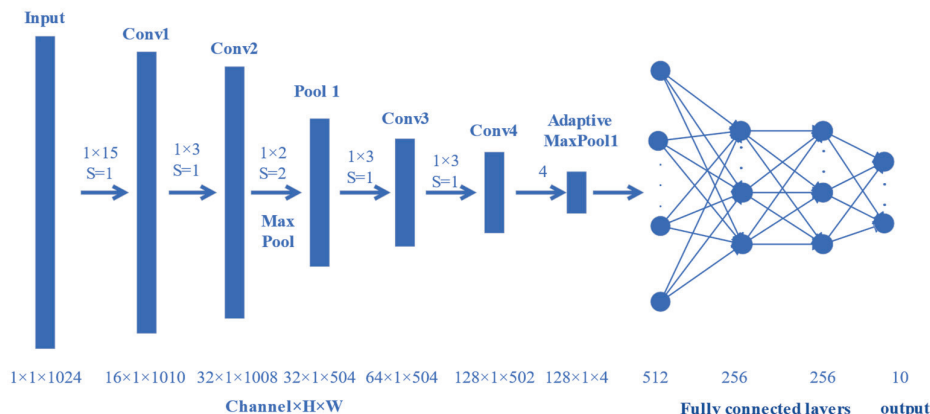 Input
Conv1
Conv2
Pool 1
Conv3
Conv4
Adaptive
MaxPool1
1×15
S=1
1×3
S=1
1×2
S=2
Max
Pool
1×3
S=1
1×3
S=1
4
1×1×1024
16×1×1010
32×1×1008
32×1×504
64×1×504
128×1×502
128×1×4
512
256
256
10
Channel×H×W
Fully connected layers
output